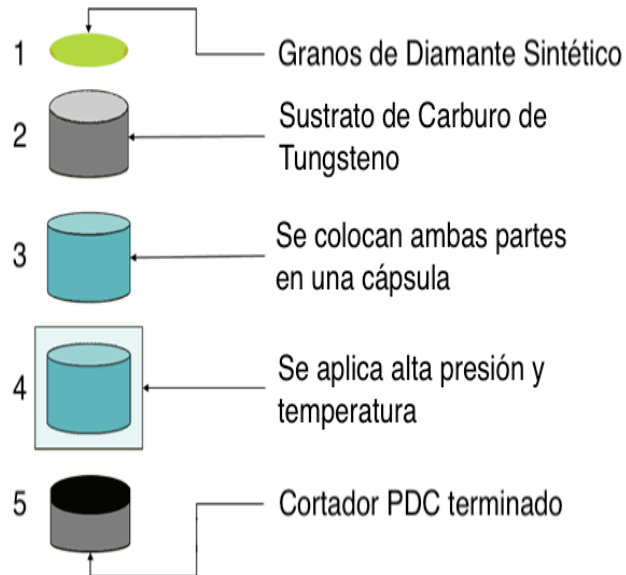 1 Granos de Diamante Sintético
2 Sustrato de Carburo de
Tungsteno
3 Se colocan ambas partes
en una cápsula
4 Se aplica alta presión y
temperatura
5 Cortador PDC terminado